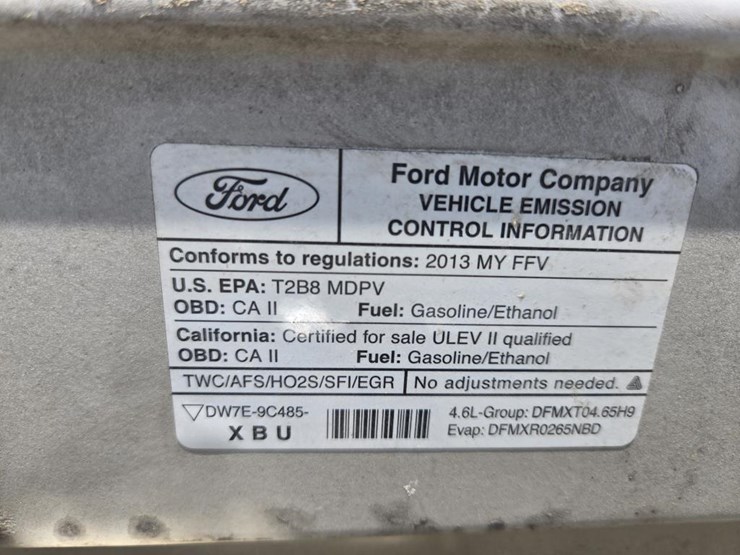 Ford
Ford Motor Company
VEHICLE EMISSION
CONTROL INFORMATION
Conforms to regulations: 2013 MY FFV
U.S. EPA: T2B8 MDPV
OBD: CA II Fuel: Gasoline/Ethanol
California: Certified for sale ULEV II qualified
OBD: CA II Fuel: Gasoline/Ethanol
TWC/AFS/HO2S/SFI/EGR No adjustments needed.
DW7E-9C485-
XBU
4.6L-Group: DFMXT04.65H9
Evap: DFMXR0265NBD